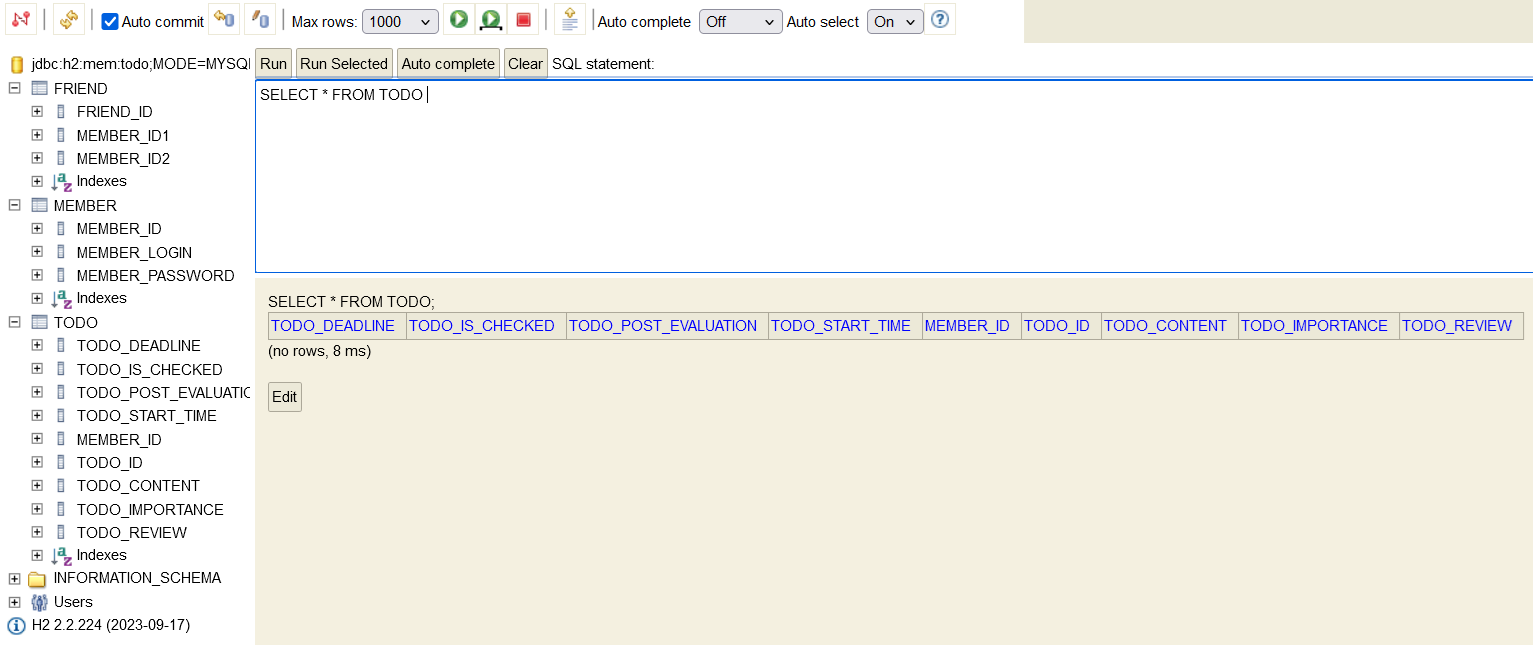 Auto commit Max rows: 1000 Auto complete Off Auto select On
jdbc:h2:mem:todo;MODE=MYSQ
FRIEND
FRIEND_ID
MEMBER_ID1
MEMBER_ID2
Indexes
MEMBER
MEMBER_ID
MEMBER_LOGIN
MEMBER_PASSWORD
Indexes
TODO
TODO_DEADLINE
TODO_IS_CHECKED
TODO_POST_EVALUATIO
TODO_START_TIME
MEMBER_ID
TODO_ID
TODO_CONTENT
TODO_IMPORTANCE
TODO_REVIEW
Indexes
INFORMATION_SCHEMA
Users
H2 2.2.224 (2023-09-17)
Run Run Selected Auto complete Clear SQL statement:
SELECT * FROM TODO
SELECT * FROM TODO;
TODO_DEADLINE TODO_IS_CHECKED TODO_POST_EVALUATION TODO_START_TIME MEMBER_ID TODO_ID TODO_CONTENT TODO_IMPORTANCE TODO_REVIEW
(no rows, 8 ms)
Edit